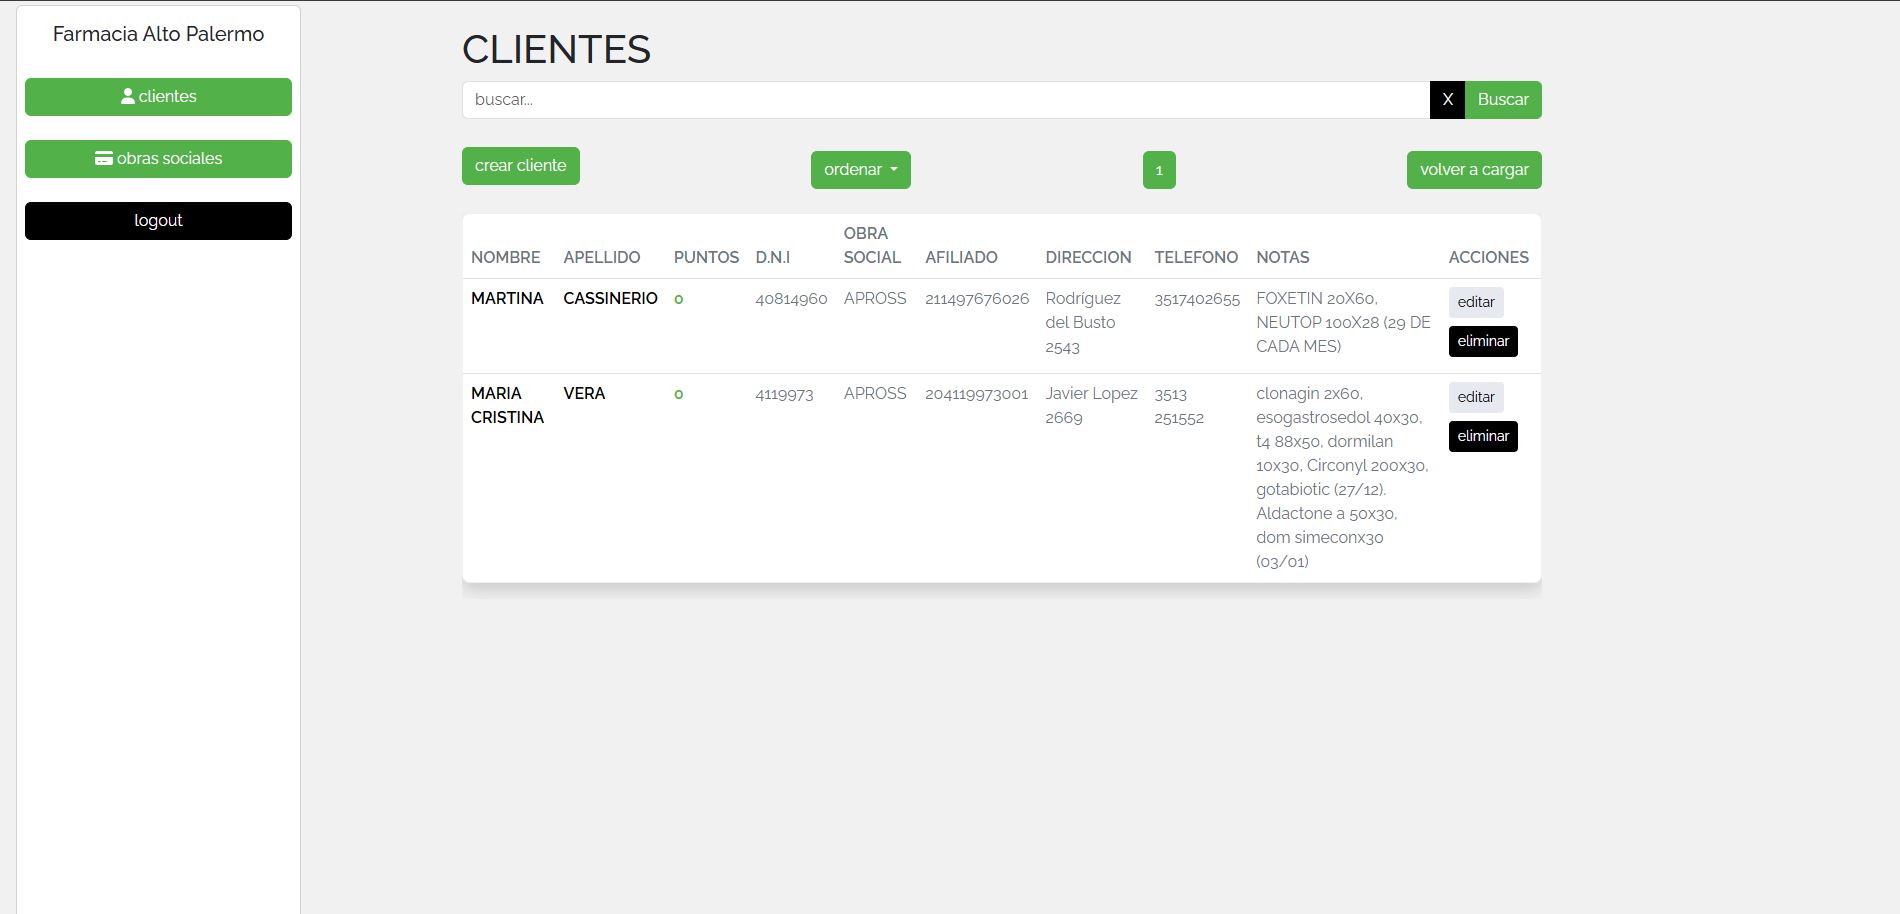 Farmacia Alto Palermo
clientes
obras sociales
logout
CLIENTES
buscar...
X
Buscar
crear cliente
ordenar
1
volver a cargar
NOMBRE
APELLIDO
PUNTOS
D.N.I
OBRA
SOCIAL
AFILIADO
DIRECCION
TELEFONO
NOTAS
ACCIONES
MARTINA
CASSINERIO
0
40814960
APROSS
211497676026
Rodríguez
del Busto
2543
3517402655
FOXETIN 20X60,
NEUTOP 100X28 (29 DE
CADA MES)
editar
eliminar
MARIA
CRISTINA
VERA
0
4119973
APROSS
204119973001
Javier Lopez
2669
3513
251552
clonagin 2x60,
esogastrosedol 40x30,
t4 88x50, dormilan
10x30, Circonyl 200x30,
gotabiotic (27/12).
Aldactone a 50x30,
dom simeconx30
(03/01)
editar
eliminar